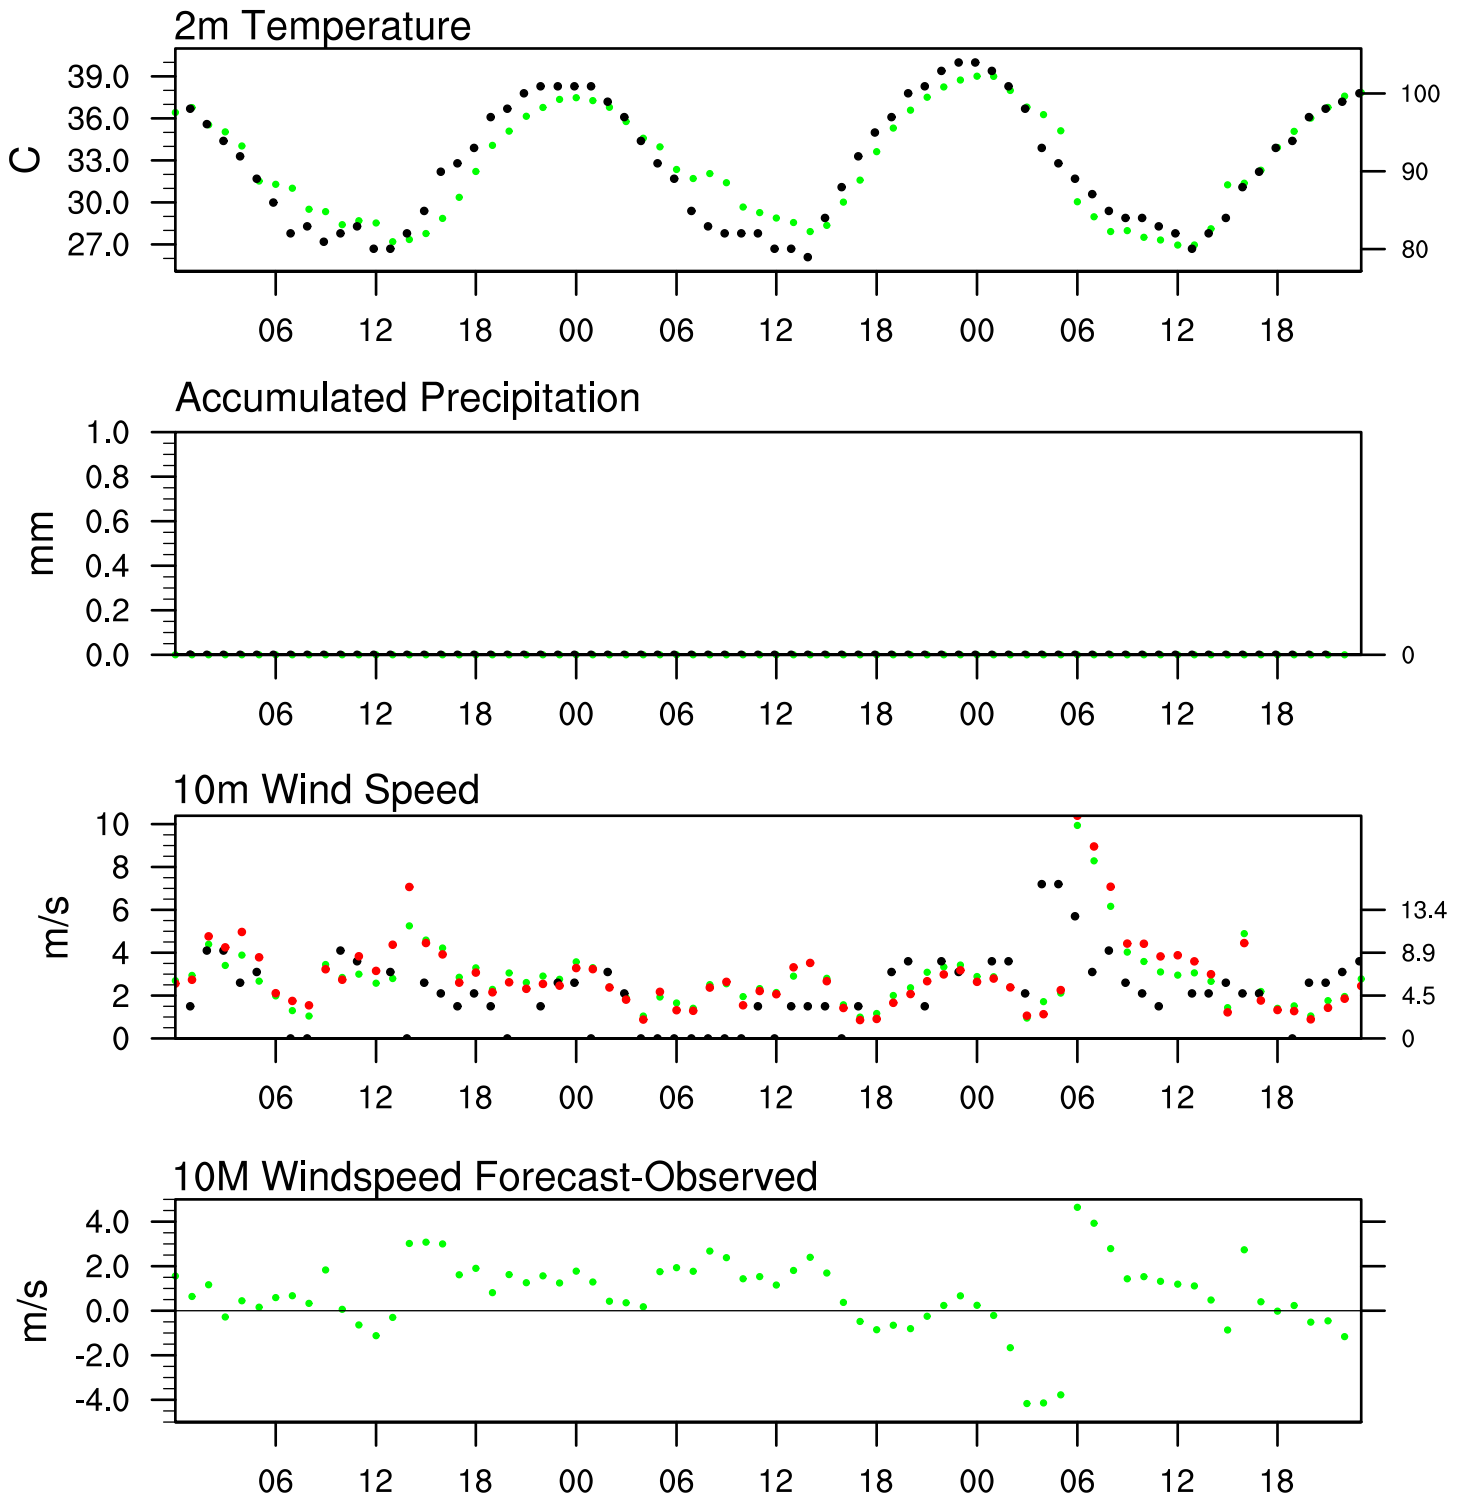 2m Temperature
39.0
36.0
33.0
30.0
27.0
C
100
90
80
06 12 18 00 06 12 18 00 06 12 18
Accumulated Precipitation
1.0
0.8
0.6
0.4
0.2
0.0
mm
0
06 12 18 00 06 12 18 00 06 12 18
10m Wind Speed
10
8
6
4
2
0
m/s
13.4
8.9
4.5
0
06 12 18 00 06 12 18 00 06 12 18
10M Windspeed Forecast-Observed
4.0
2.0
0.0
-2.0
-4.0
m/s
06 12 18 00 06 12 18 00 06 12 18